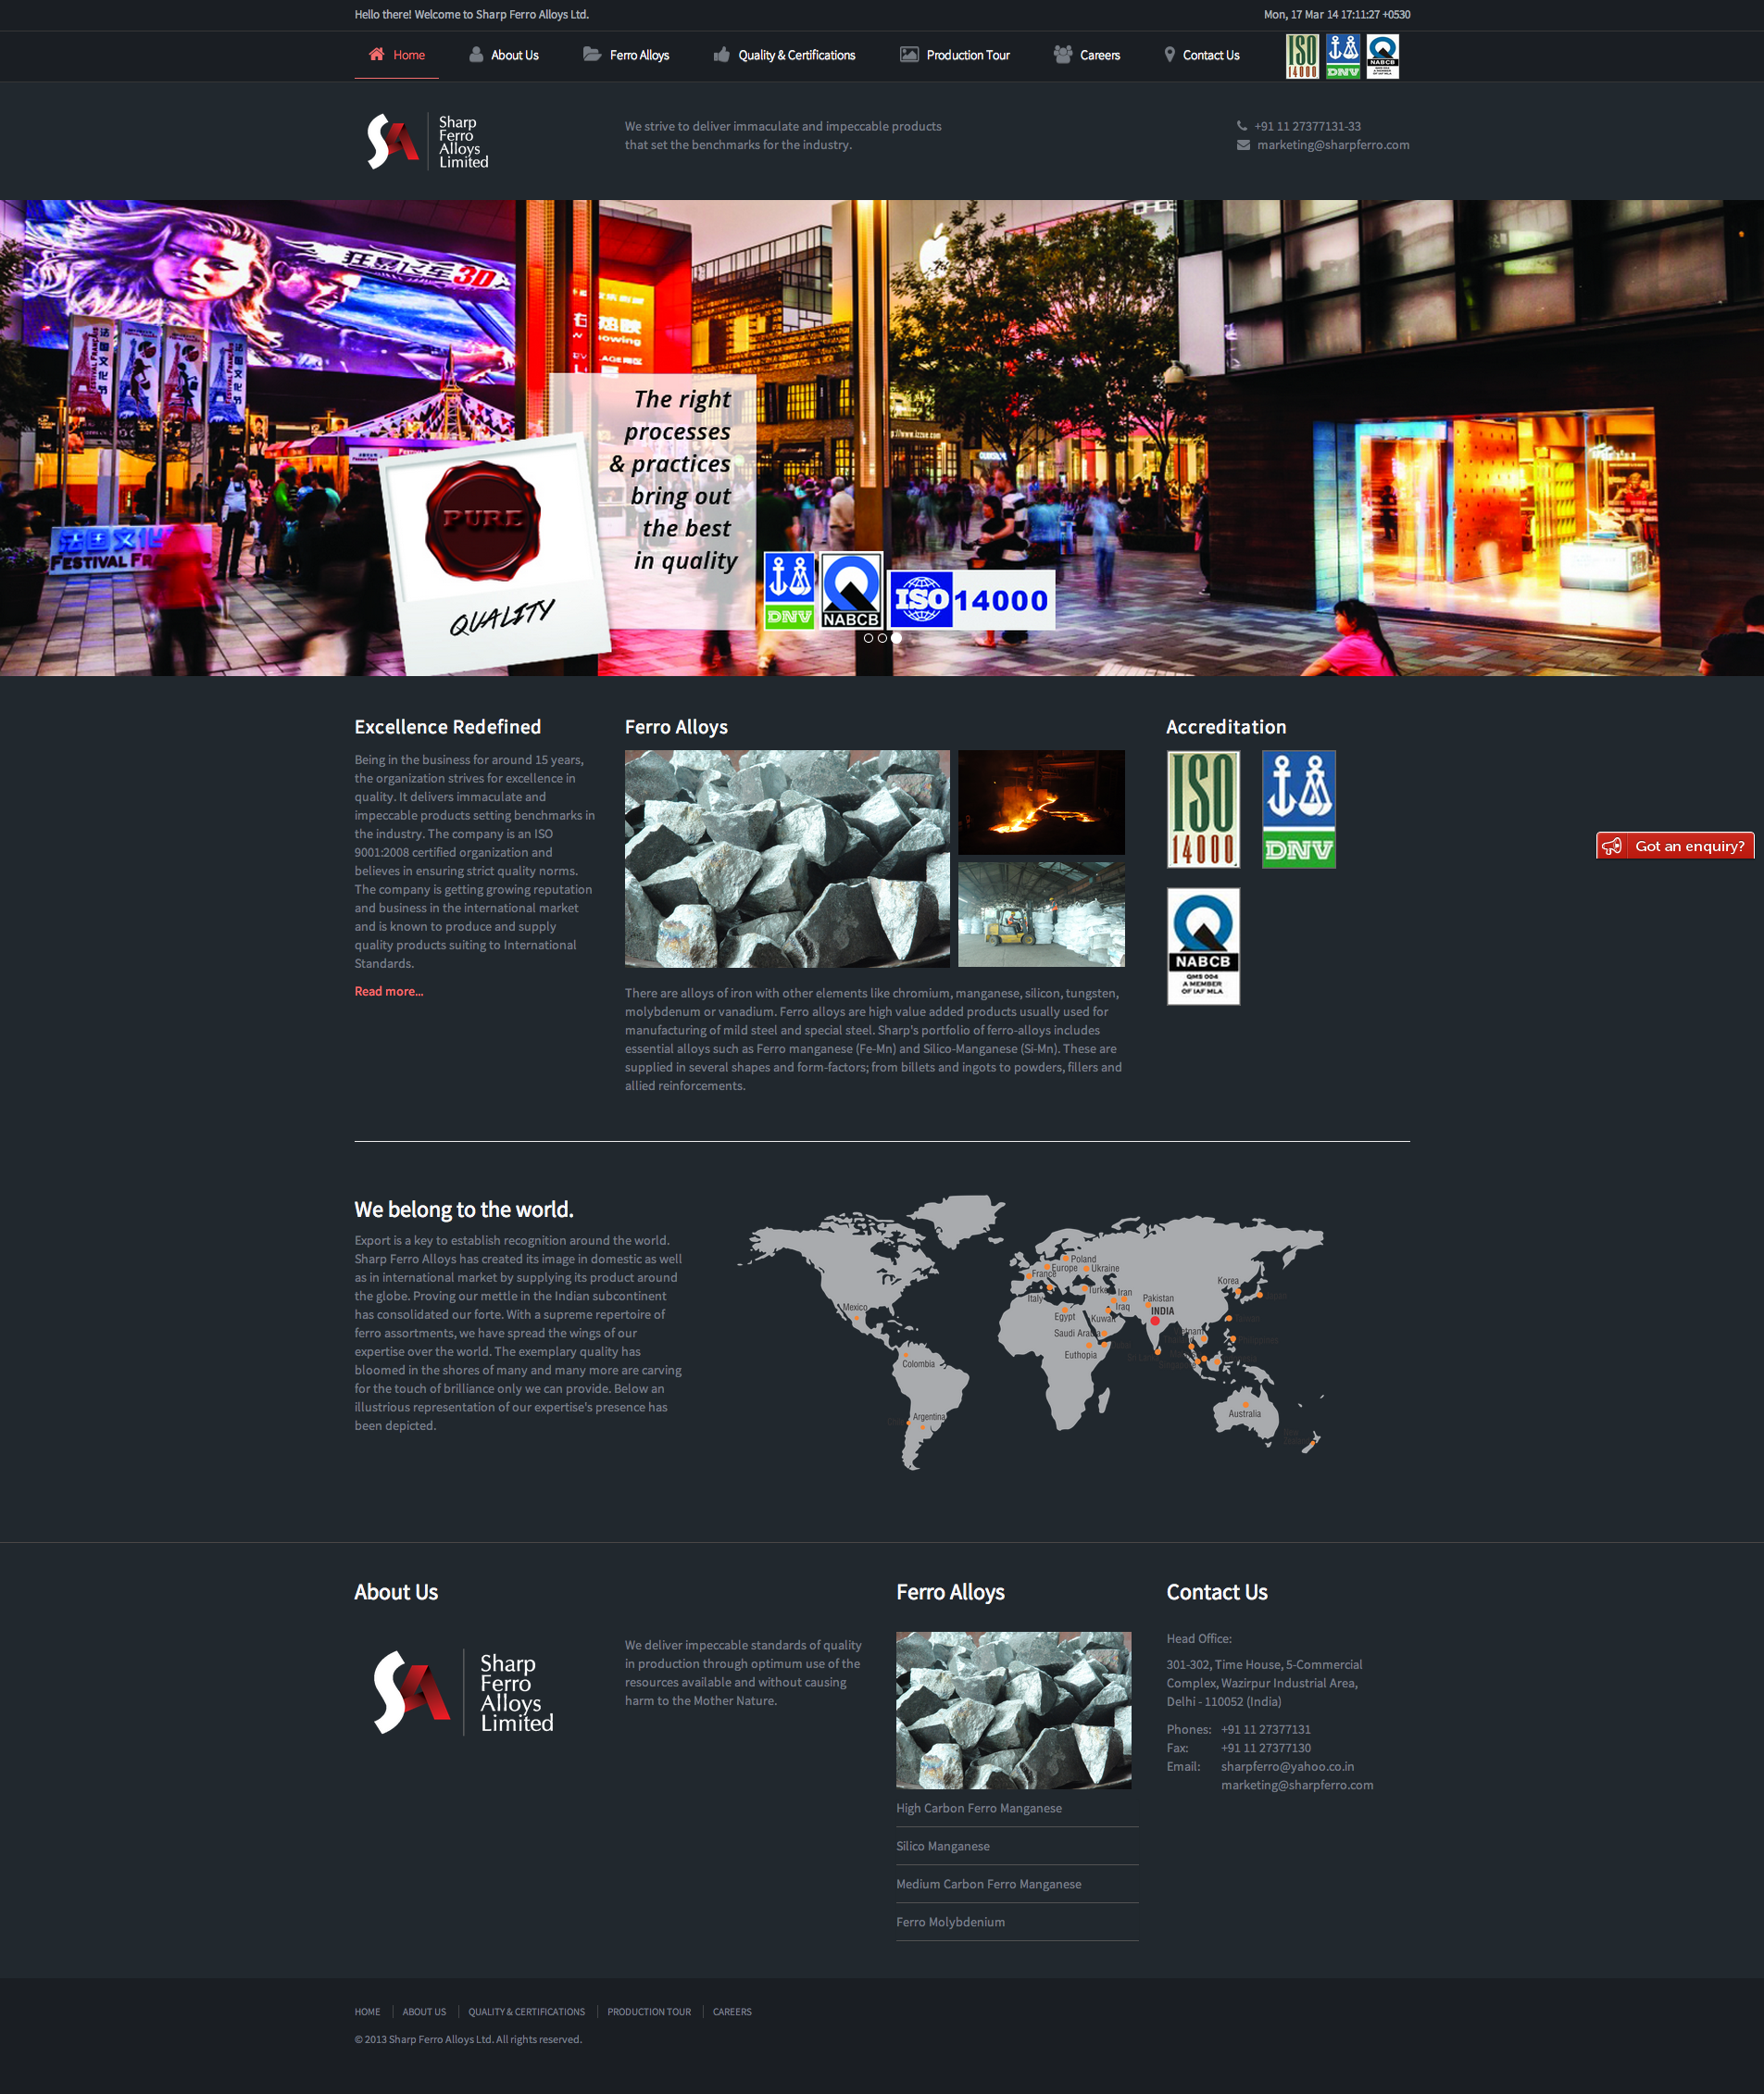 Hello there! Welcome to Sharp Ferro Alloys Ltd.
Mon, 17 Mar 14 17:11:27 +0530
Home
About Us
Ferro Alloys
Quality & Certifications
Production Tour
Careers
Contact Us
ISO
14000
DNV
NABCB
Sharp
Ferro
Alloys
Limited
We strive to deliver immaculate and impeccable products
that set the benchmarks for the industry.
+91 11 27377131-33
marketing@sharpferro.com
狂暴飞车3D
FESTIVAL
The right
processes
& practices
bring out
the best
in quality
PURE
QUALITY
DNV
NABCB
ISO 14000
Excellence Redefined
Being in the business for around 15 years,
the organization strives for excellence in
quality. It delivers immaculate and
impeccable products setting benchmarks in
the industry. The company is an ISO
9001:2008 certified organization and
believes in ensuring strict quality norms.
The company is getting growing reputation
and business in the international market
and is known to produce and supply
quality products suiting to International
Standards.
Read more...
Ferro Alloys
There are alloys of iron with other elements like chromium, manganese, silicon, tungsten,
molybdenum or vanadium. Ferro alloys are high value added products usually used for
manufacturing of mild steel and special steel. Sharp's portfolio of ferro-alloys includes
essential alloys such as Ferro manganese (Fe-Mn) and Silico-Manganese (Si-Mn). These are
supplied in several shapes and form-factors; from billets and ingots to powders, fillers and
allied reinforcements.
Accreditation
ISO
14000
DNV
NABCB
QMS 004
A MEMBER
OF IAF MLA
Got an enquiry?
We belong to the world.
Export is a key to establish recognition around the world.
Sharp Ferro Alloys has created its image in domestic as well
as in international market by supplying its product around
the globe. Proving our mettle in the Indian subcontinent
has consolidated our forte. With a supreme repertoire of
ferro assortments, we have spread the wings of our
expertise over the world. The exemplary quality has
bloomed in the shores of many and many more are carving
for the touch of brilliance only we can provide. Below an
illustrious representation of our expertise's presence has
been depicted.
Poland
Europe
Ukraine
France
Italy
Turkey
Iran
Iraq
Korea
Pakistan
INDIA
Mexico
Egypt
Kuwait
Saudi Arabia
Euthopia
Colombia
Argentina
Australia
About Us
Sharp
Ferro
Alloys
Limited
We deliver impeccable standards of quality
in production through optimum use of the
resources available and without causing
harm to the Mother Nature.
Ferro Alloys
High Carbon Ferro Manganese
Silico Manganese
Medium Carbon Ferro Manganese
Ferro Molybdenium
Contact Us
Head Office:
301-302, Time House, 5-Commercial
Complex, Wazirpur Industrial Area,
Delhi - 110052 (India)
Phones: +91 11 27377131
Fax: +91 11 27377130
Email: sharpferro@yahoo.co.in
marketing@sharpferro.com
HOME
ABOUT US
QUALITY & CERTIFICATIONS
PRODUCTION TOUR
CAREERS
© 2013 Sharp Ferro Alloys Ltd. All rights reserved.